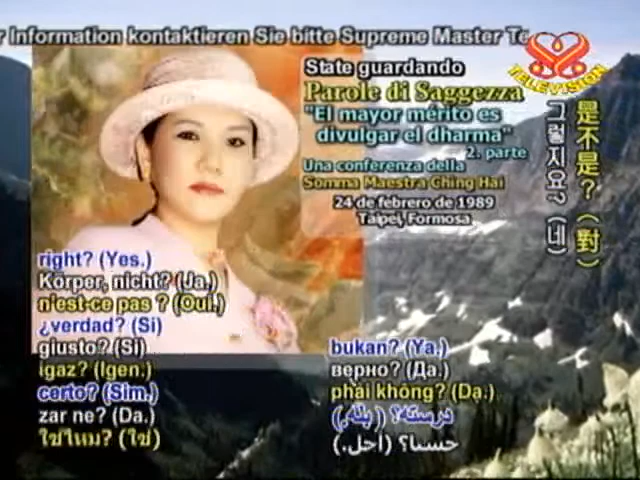 r Information kontaktieren Sie bitte Supreme Master Te
TELEVISION
State guardando
Parole di Saggezza
"El mayor mérito es
divulgar el dharma"
2. parte
Una conferenza della
Somma Maestra Ching Hai
24 de febrero de 1989
Taipei, Formosa
是不是？（對）
그렇지요? (네)
right? (Yes.)
Körper, nicht? (Ja.)
n'est-ce pas ? (Oui.)
¿verdad? (Si)
giusto? (Si)
igaz? (Igen.)
certo? (Sim.)
zar ne? (Da.)
ใช่ไหม? (ใช่)
bukan? (Ya.)
верно? (Да.)
phải không? (Dạ.)
درسته؟ ( بله.)
حسنا؟ (أجل.)